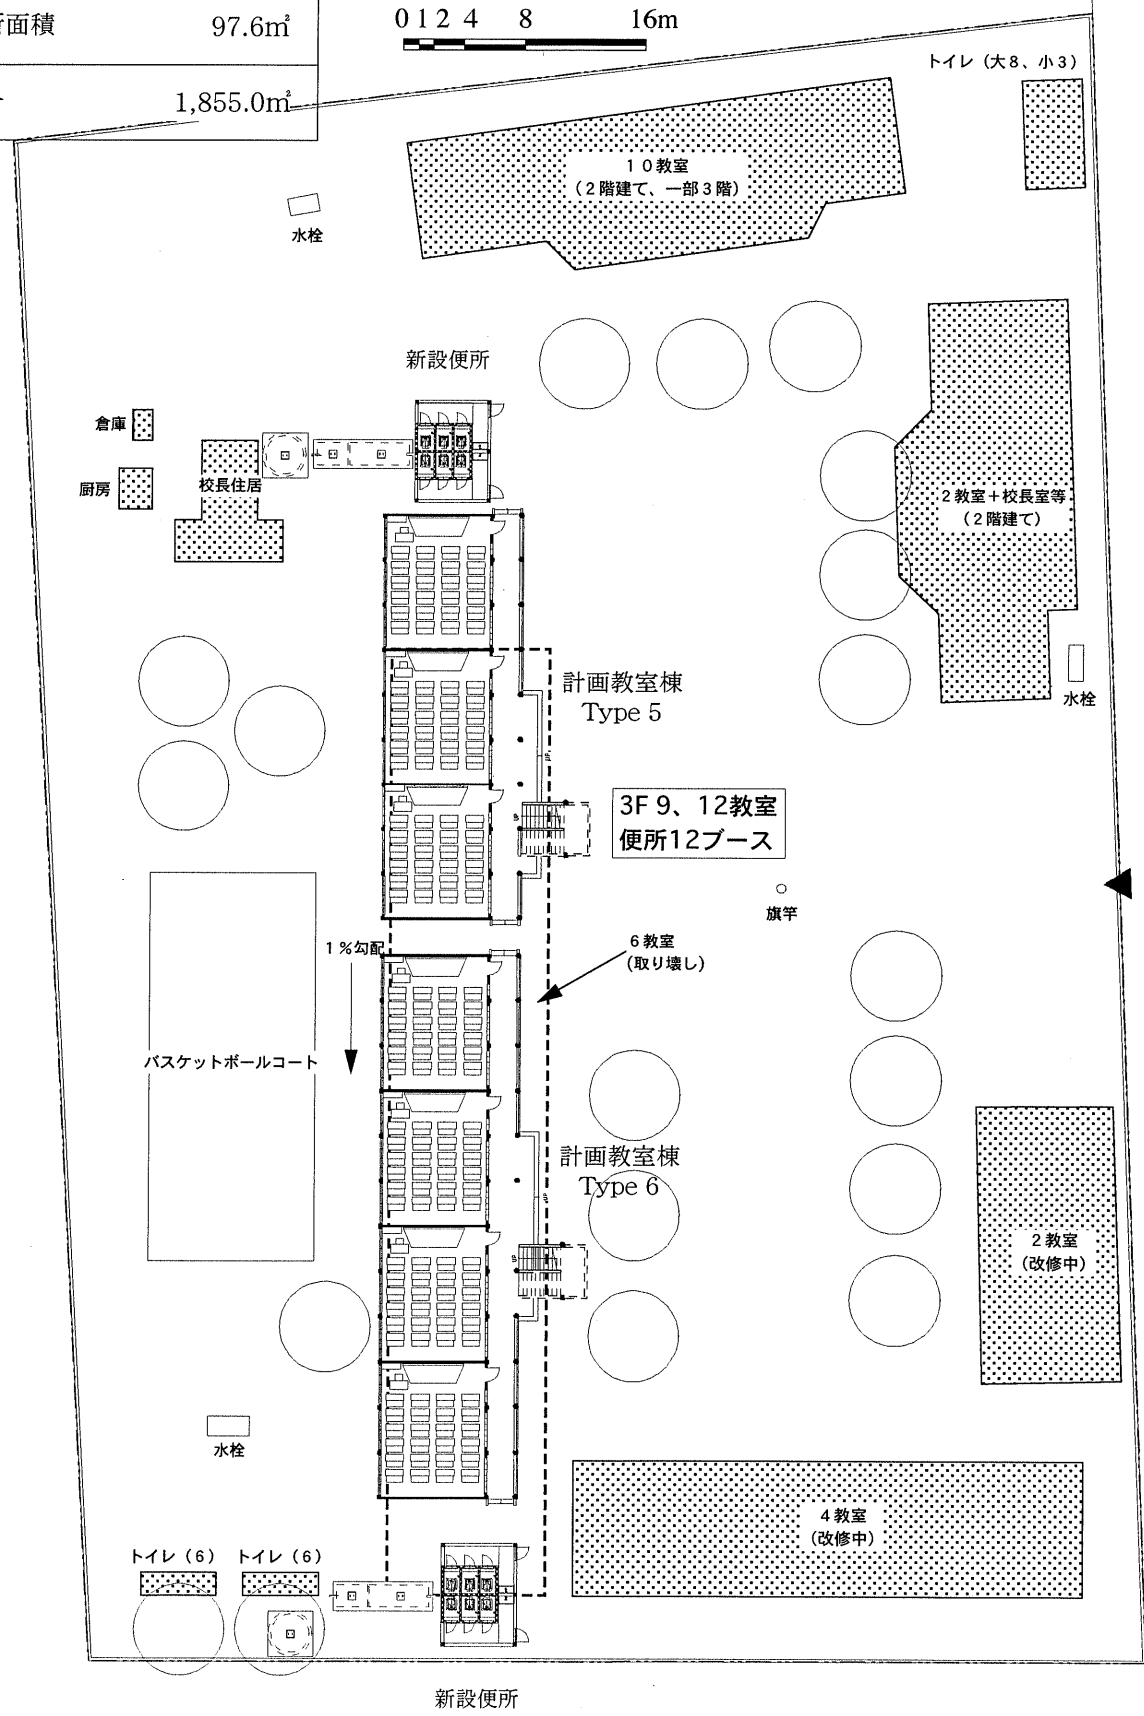 面積 97.6㎡
1,855.0㎡
0 1 2 4 8 16m
トイレ（大８、小３）
１０教室
（２階建て、一部３階）
水栓
新設便所
倉庫
厨房
校長住居
２教室＋校長室等
（２階建て）
水栓
計画教室棟
Type 5
UP
3F 9、12教室
便所12ブース
UP
旗竿
１％勾配
６教室
（取り壊し）
バスケットボールコート
計画教室棟
Type 6
UP
UP
２教室
（改修中）
水栓
４教室
（改修中）
トイレ（６）
トイレ（６）
新設便所